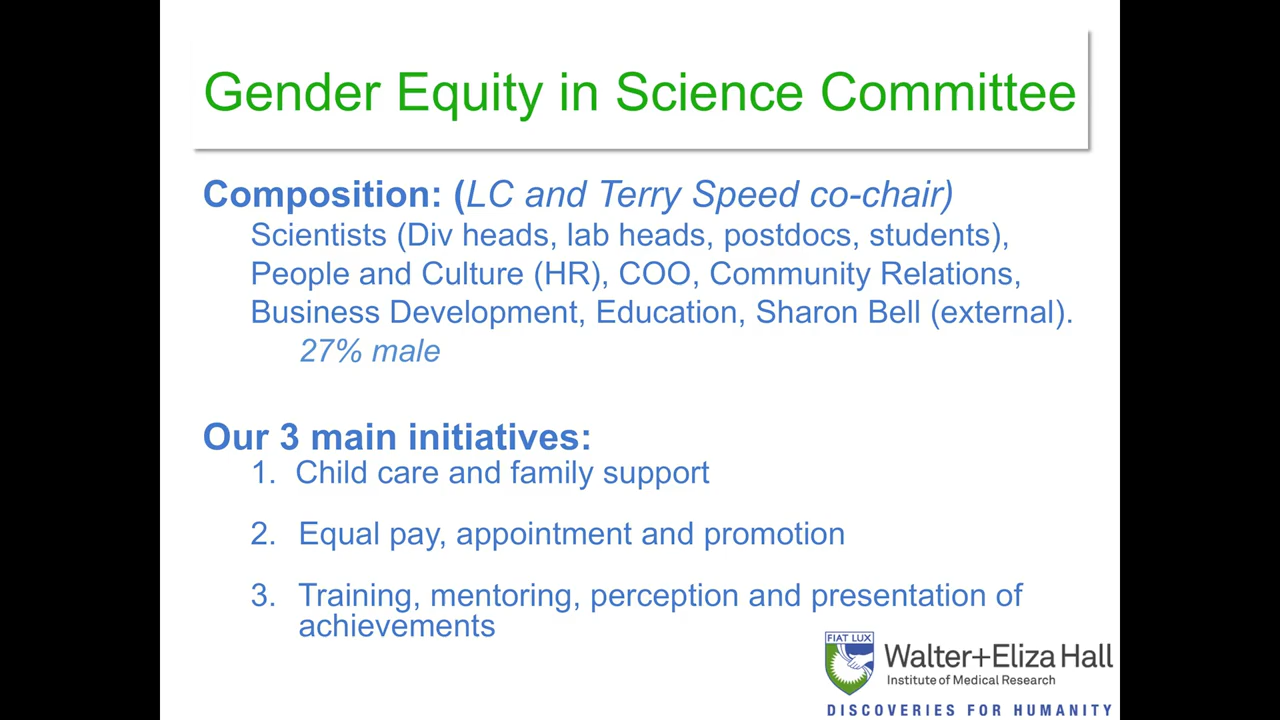 Gender Equity in Science Committee
Composition: (LC and Terry Speed co-chair)
Scientists (Div heads, lab heads, postdocs, students),
People and Culture (HR), COO, Community Relations,
Business Development, Education, Sharon Bell (external).
27% male
Our 3 main initiatives:
1. Child care and family support
2. Equal pay, appointment and promotion
3. Training, mentoring, perception and presentation of
achievements
FIAT LUX
Walter+Eliza Hall
Institute of Medical Research
DISCOVERIES FOR HUMANITY